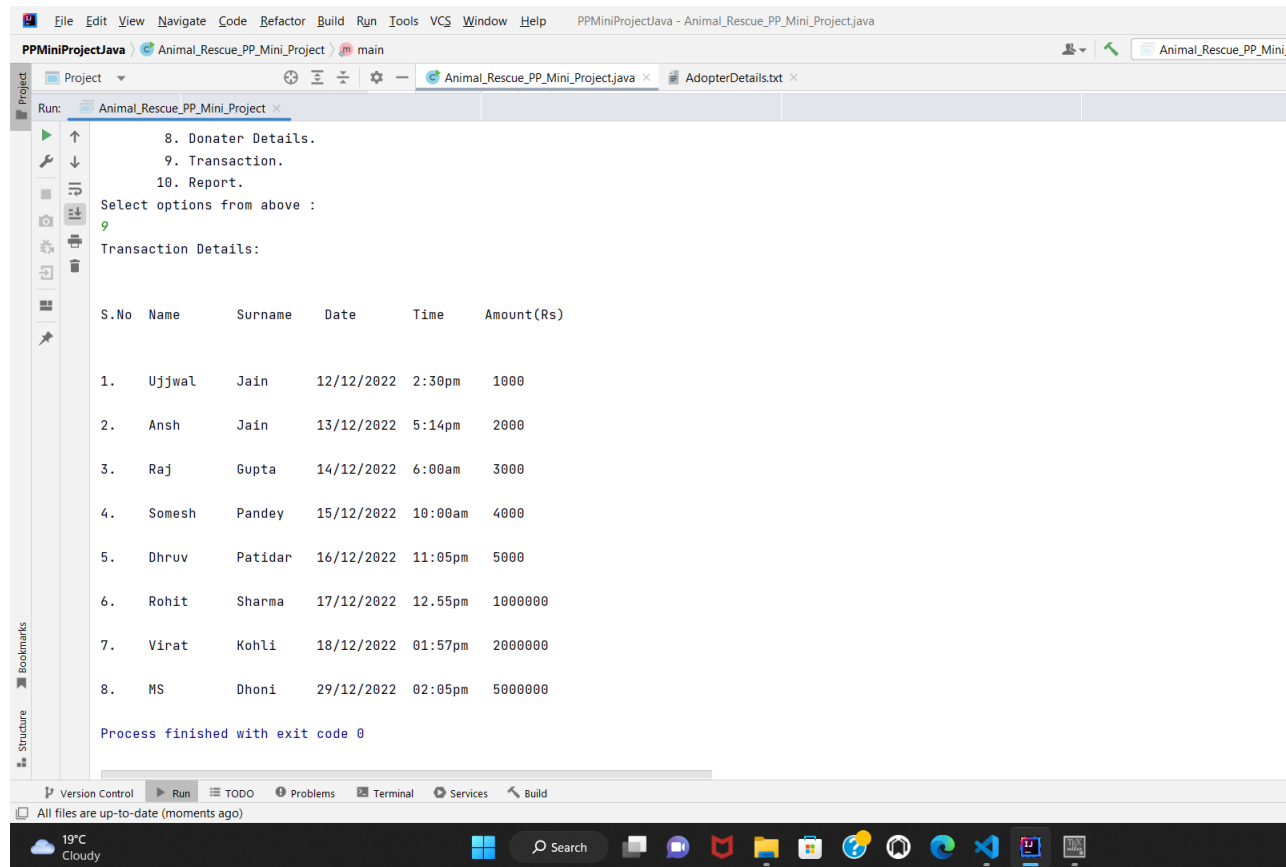 File Edit View Navigate Code Refactor Build Run Tools VCS Window Help PPMiniProjectJava - Animal_Rescue_PP_Mini_Project.java
PPMiniProjectJava Animal_Rescue_PP_Mini_Project main Animal_Rescue_PP_Mini_
Project Project Animal_Rescue_PP_Mini_Project.java AdopterDetails.txt
Run: Animal_Rescue_PP_Mini_Project
8. Donater Details.
9. Transaction.
10. Report.
Select options from above :
9
Transaction Details:
S.No Name Surname Date Time Amount(Rs)
1. Ujjwal Jain 12/12/2022 2:30pm 1000
2. Ansh Jain 13/12/2022 5:14pm 2000
3. Raj Gupta 14/12/2022 6:00am 3000
4. Somesh Pandey 15/12/2022 10:00am 4000
5. Dhruv Patidar 16/12/2022 11:05pm 5000
6. Rohit Sharma 17/12/2022 12.55pm 1000000
7. Virat Kohli 18/12/2022 01:57pm 2000000
8. MS Dhoni 29/12/2022 02:05pm 5000000
Process finished with exit code 0
Bookmarks
Structure
Version Control Run TODO Problems Terminal Services Build
All files are up-to-date (moments ago)
19°C
Cloudy
Search